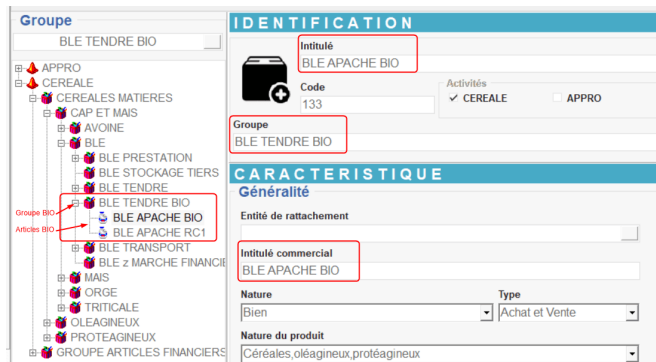 Groupe
BLE TENDRE BIO
APPRO
CEREALE
CEREALES MATIERES
CAP ET MAIS
AVOINE
BLE
BLE PRESTATION
BLE STOCKAGE TIERS
BLE TENDRE
BLE TENDRE BIO
Groupe BIO
BLE APACHE BIO
Articles BIO
BLE APACHE RC1
BLE TRANSPORT
BLE z MARCHE FINANCIE
MAIS
ORGE
TRITICALE
OLEAGINEUX
PROTEAGINEUX
GROUPE ARTICLES FINANCIERS
IDENTIFICATION
Intitulé
BLE APACHE BIO
Code
133
Activités
CEREALE
APPRO
Groupe
BLE TENDRE BIO
CARACTERISTIQUE
Généralité
Entité de rattachement
Intitulé commercial
BLE APACHE BIO
Nature
Type
Bien
Achat et Vente
Nature du produit
Céréales,oléagineux,protéagineux